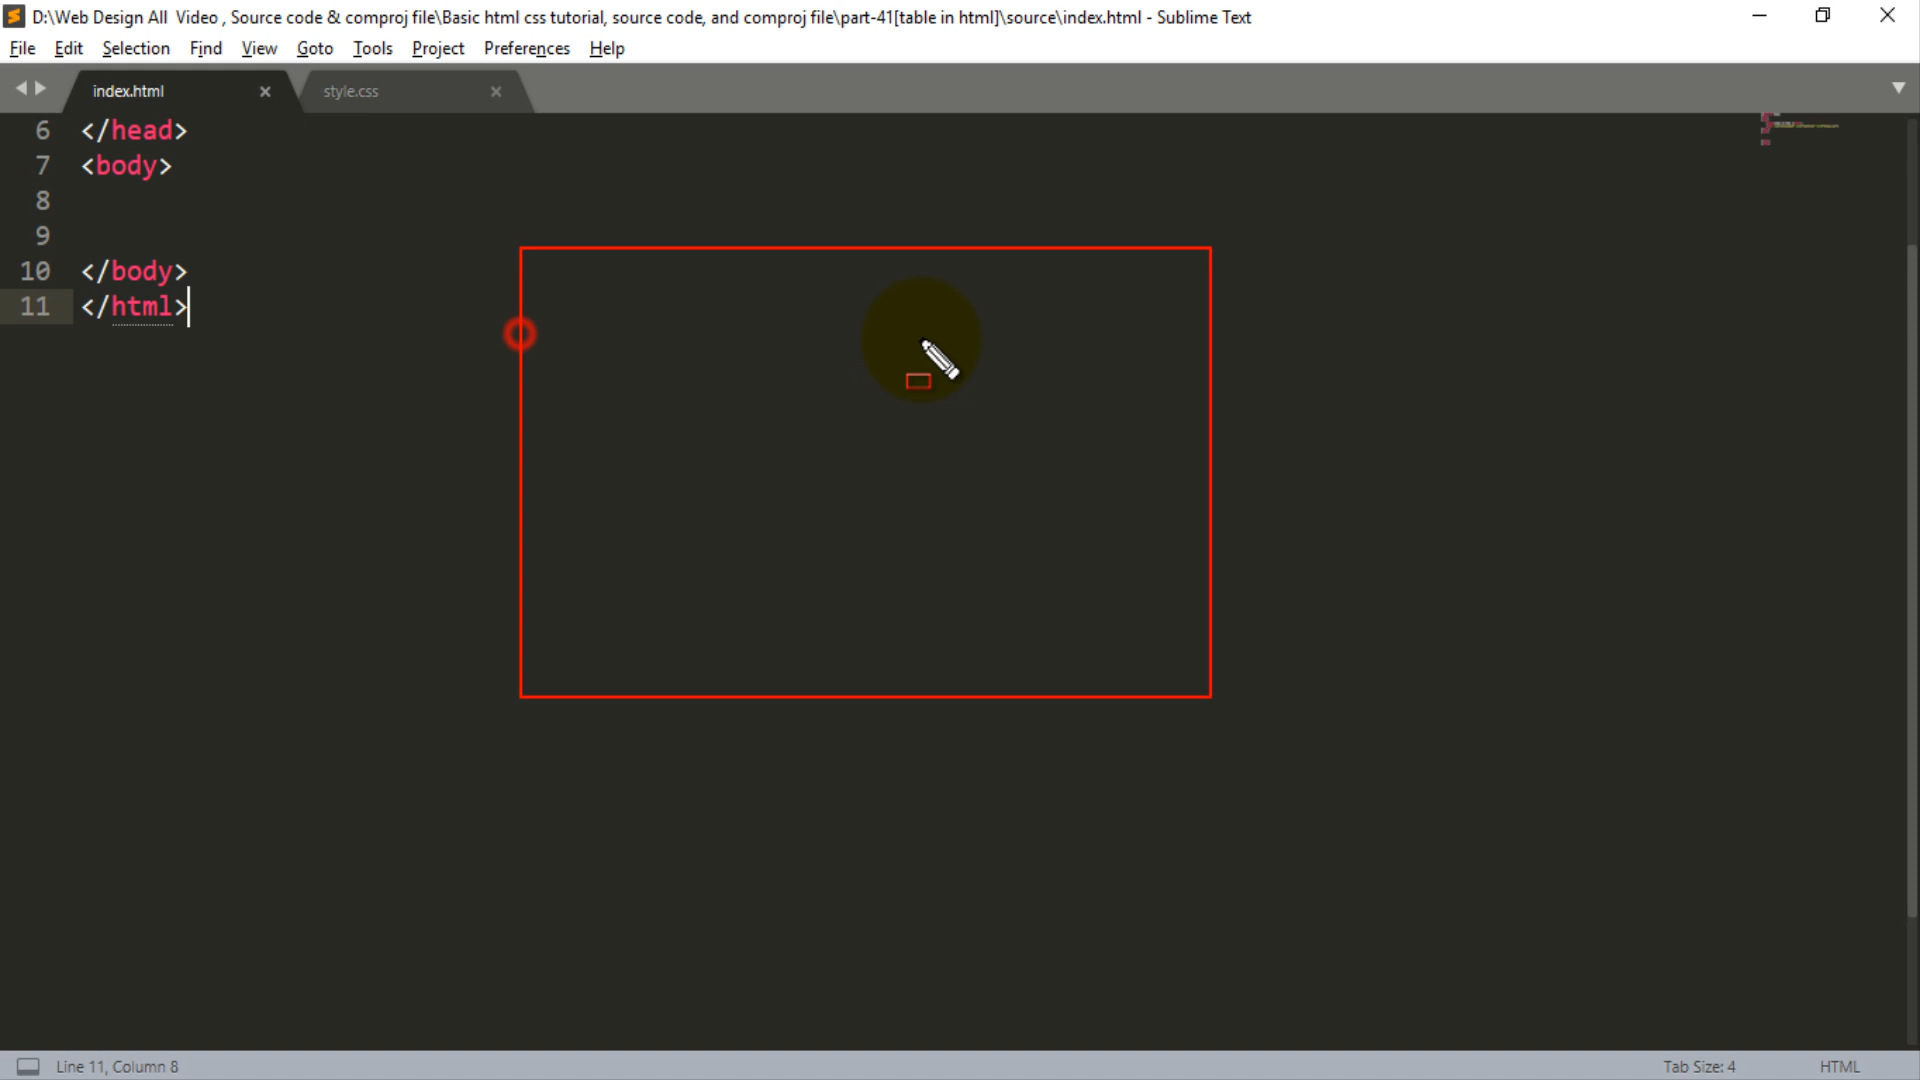 D:\Web Design All  Video , Source code & comproj file\Basic html css tutorial, source code, and comproj file\part-41[table in html]\source\index.html - Sublime Text
File Edit Selection Find View Goto Tools Project Preferences Help
index.html × style.css ×
6 </head>
7 <body>
8
9
10 </body>
11 </html>
Line 11, Column 8 Tab Size: 4 HTML